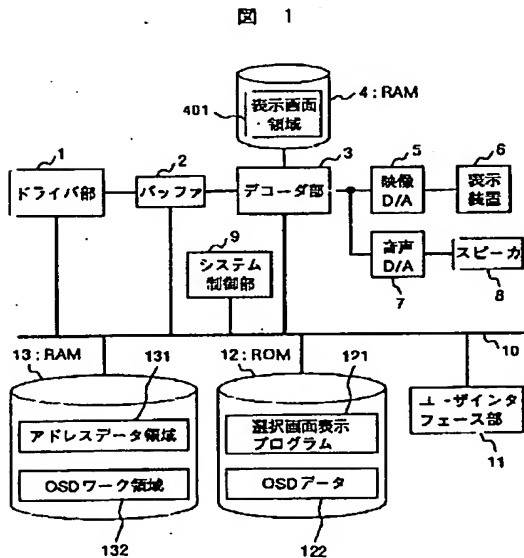 図 1
401
表示画面
領域
4:RAM
1
ドライバ部
2
バッファ
3
デコーダ部
5
映像
D/A
6
表示
装置
9
システム
制御部
音声
D/A
7
スピーカ
8
10
13:RAM
131
アドレスデータ領域
OSDワーク領域
132
12:ROM
121
選択画面表示
プログラム
OSDデータ
122
ユーザインタ
フェース部
11